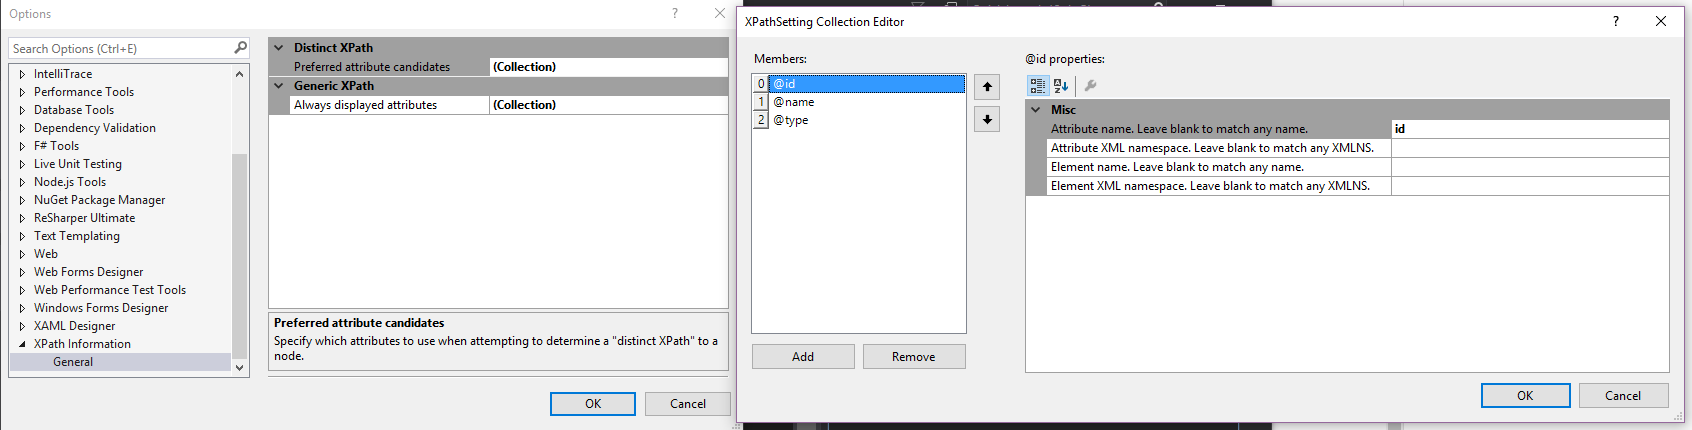 Options
?
Search Options (Ctrl+E)
IntelliTrace
Performance Tools
Database Tools
Dependency Validation
F# Tools
Live Unit Testing
Node.js Tools
NuGet Package Manager
ReSharper Ultimate
Text Templating
Web
Web Forms Designer
Web Performance Test Tools
Windows Forms Designer
XAML Designer
XPath Information
General
Distinct XPath
Preferred attribute candidates (Collection)
Generic XPath
Always displayed attributes (Collection)
Preferred attribute candidates
Specify which attributes to use when attempting to determine a "distinct XPath" to a
node.
OK Cancel
XPathSetting Collection Editor
?
Members:
0 @id
1 @name
2 @type
Add Remove
@id properties:
Misc
Attribute name. Leave blank to match any name. id
Attribute XML namespace. Leave blank to match any XMLNS.
Element name. Leave blank to match any name.
Element XML namespace. Leave blank to match any XMLNS.
OK Cancel